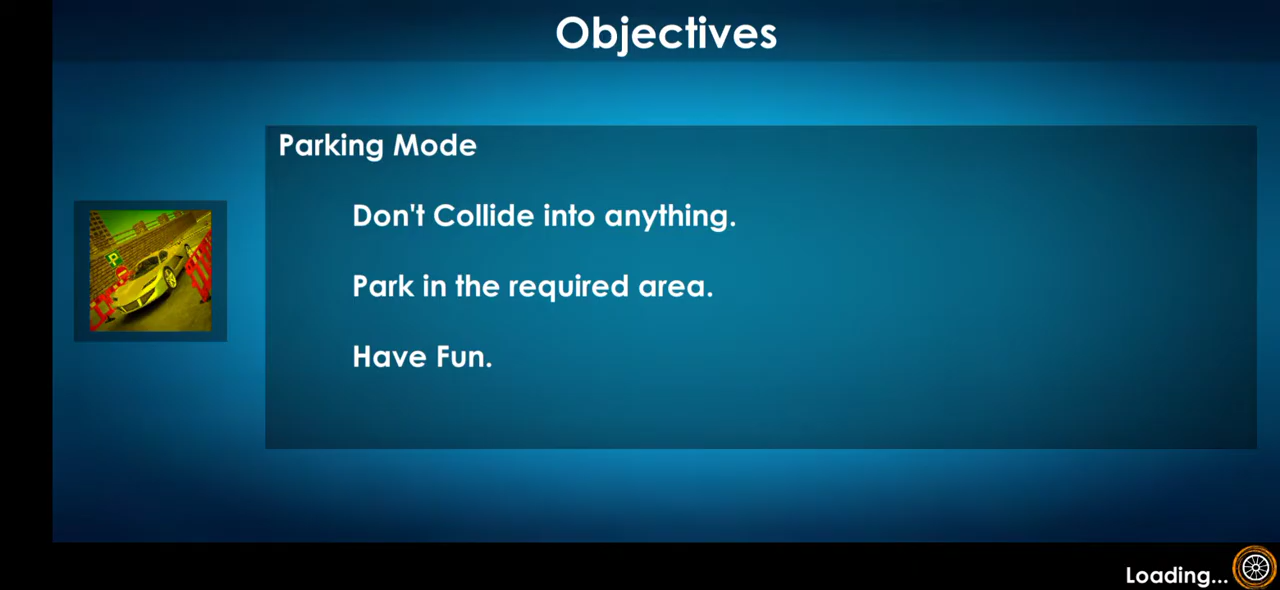 Objectives
Parking Mode
Don't Collide into anything.
P
Park in the required area.
Have Fun.
Loading...